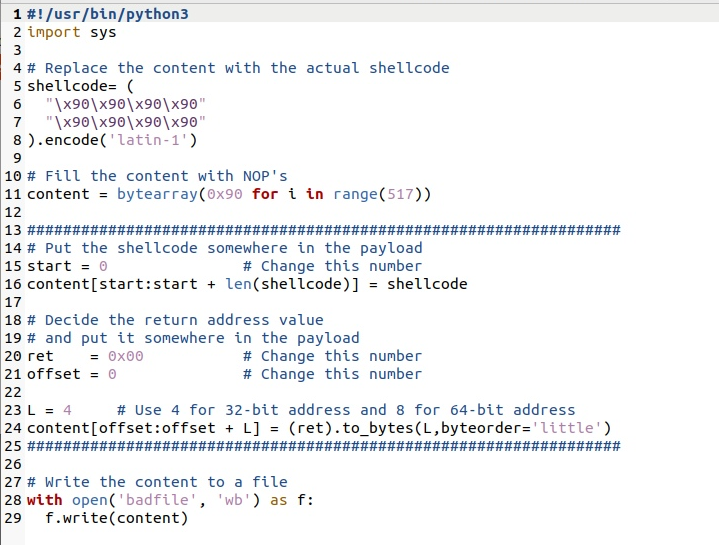 1 #!/usr/bin/python3
2 import sys
3
4 # Replace the content with the actual shellcode
5 shellcode= (
6   "\x90\x90\x90\x90"
7   "\x90\x90\x90\x90"
8 ).encode('latin-1')
9
10 # Fill the content with NOP's
11 content = bytearray(0x90 for i in range(517))
12
13 ##################################################################
14 # Put the shellcode somewhere in the payload
15 start = 0               # Change this number
16 content[start:start + len(shellcode)] = shellcode
17
18 # Decide the return address value
19 # and put it somewhere in the payload
20 ret    = 0x00           # Change this number
21 offset = 0              # Change this number
22
23 L = 4     # Use 4 for 32-bit address and 8 for 64-bit address
24 content[offset:offset + L] = (ret).to_bytes(L,byteorder='little')
25 ##################################################################
26
27 # Write the content to a file
28 with open('badfile', 'wb') as f:
29   f.write(content)